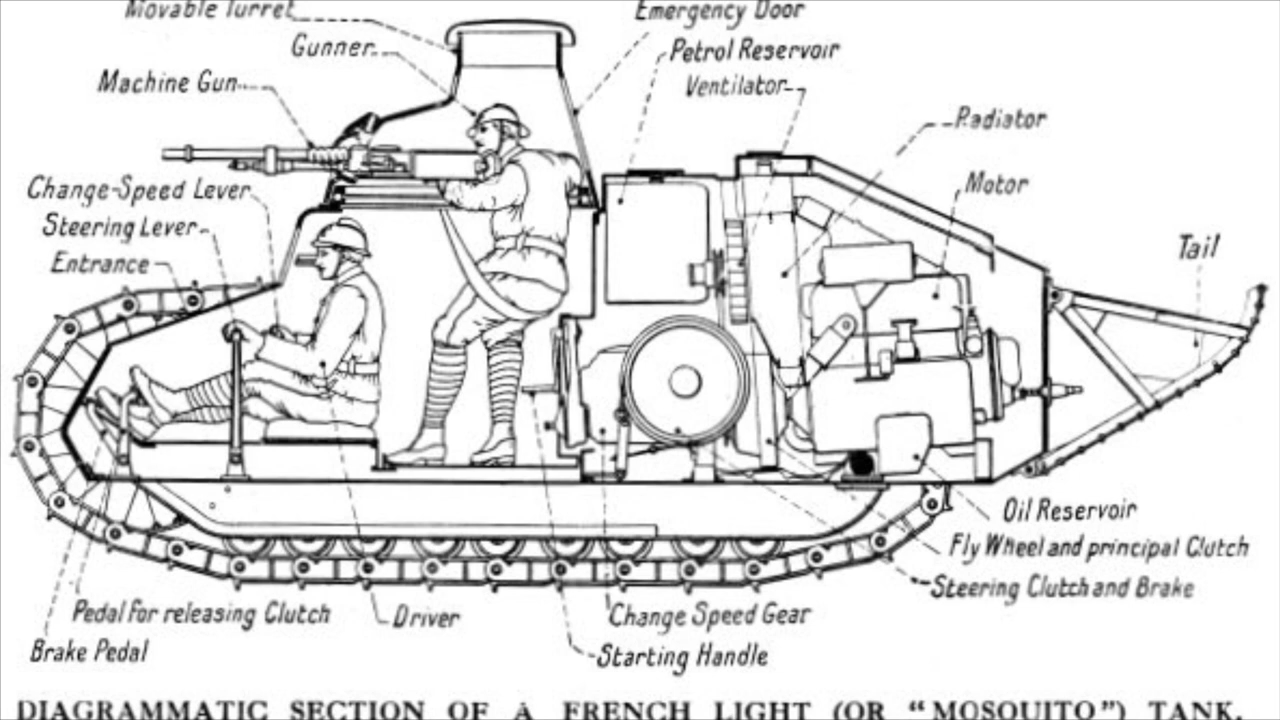 Movable Turret
Emergency Door
Gunner
Petrol Reservoir
Machine Gun
Ventilator
Radiator
Change-Speed Lever
Motor
Steering Lever
Tail
Entrance
Oil Reservoir
Fly Wheel and principal Clutch
Steering Clutch and Brake
Pedal for releasing Clutch
Driver
Change Speed Gear
Brake Pedal
Starting Handle
DIAGRAMMATIC SECTION OF A FRENCH LIGHT (OR "MOSQUITO") TANK.